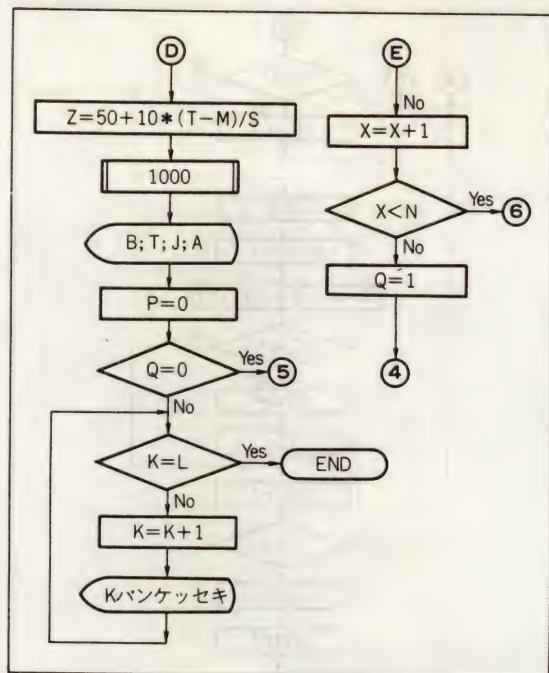 D
Z=50+10*(T−M)/S
1000
B; T; J; A
P=0
Q=0
Yes
5
No
K=L
Yes
END
No
K=K+1
Kバンケッセキ
E
No
X=X+1
X<N
Yes
6
No
Q=1
4